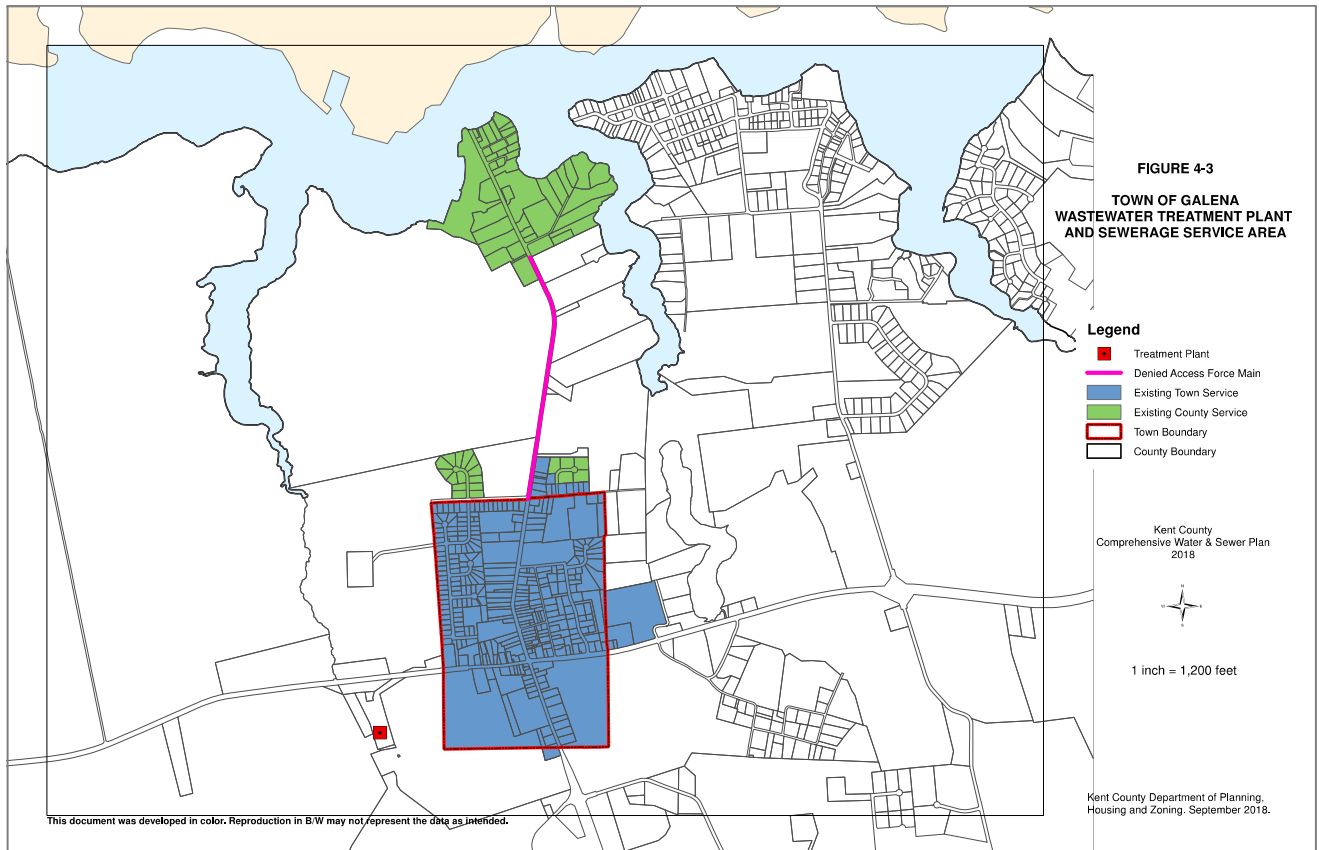 FIGURE 4-3
TOWN OF GALENA
WASTEWATER TREATMENT PLANT
AND SEWERAGE SERVICE AREA
Legend
Treatment Plant
Denied Access Force Main
Existing Town Service
Existing County Service
Town Boundary
County Boundary
Kent County
Comprehensive Water & Sewer Plan
2018
N
W E
S
1 inch = 1,200 feet
Kent County Department of Planning,
Housing and Zoning. September 2018.
This document was developed in color. Reproduction in B/W may not represent the data as intended.